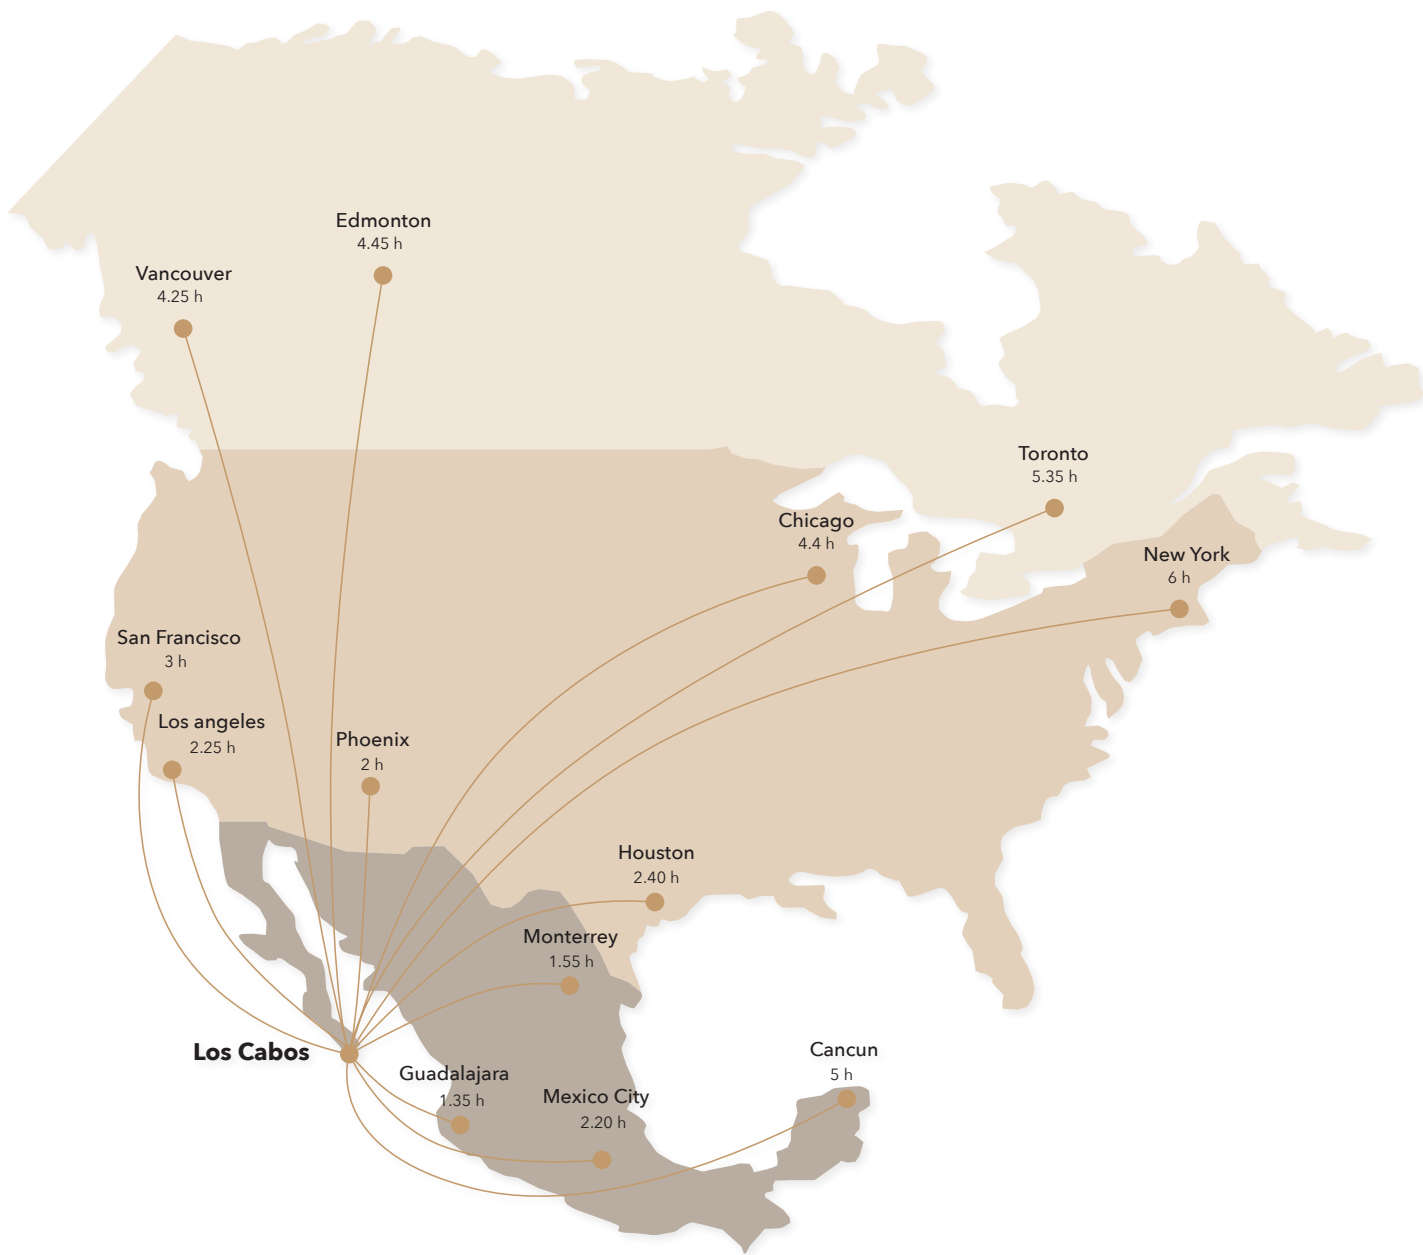 Edmonton
4.45 h
Vancouver
4.25 h
Toronto
5.35 h
Chicago
4.4 h
New York
6 h
San Francisco
3 h
Los angeles
2.25 h
Phoenix
2 h
Houston
2.40 h
Monterrey
1.55 h
Los Cabos
Cancun
5 h
Guadalajara
1.35 h
Mexico City
2.20 h